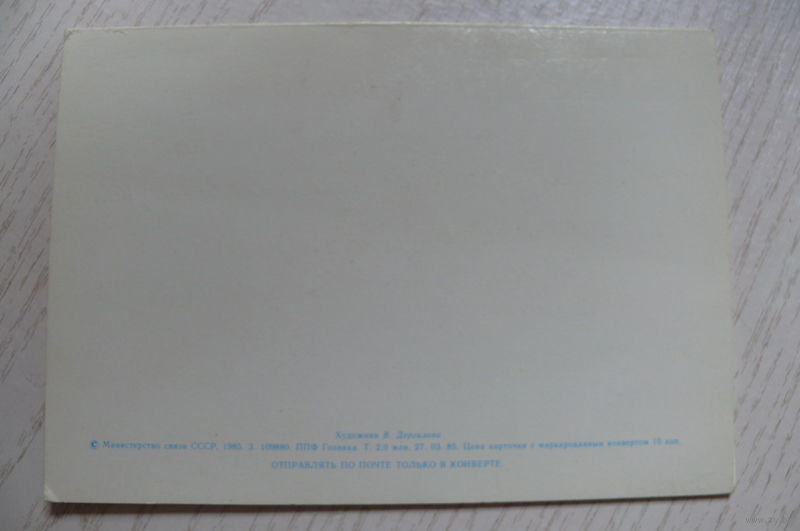 Художник В. Дергилева
© Министерство связи СССР, 1985. З. 109880. ППФ Гознака. Т. 2,0 млн. 27. 03. 85. Цена карточки с маркированным конвертом 10 коп.
ОТПРАВЛЯТЬ ПО ПОЧТЕ ТОЛЬКО В КОНВЕРТЕ.